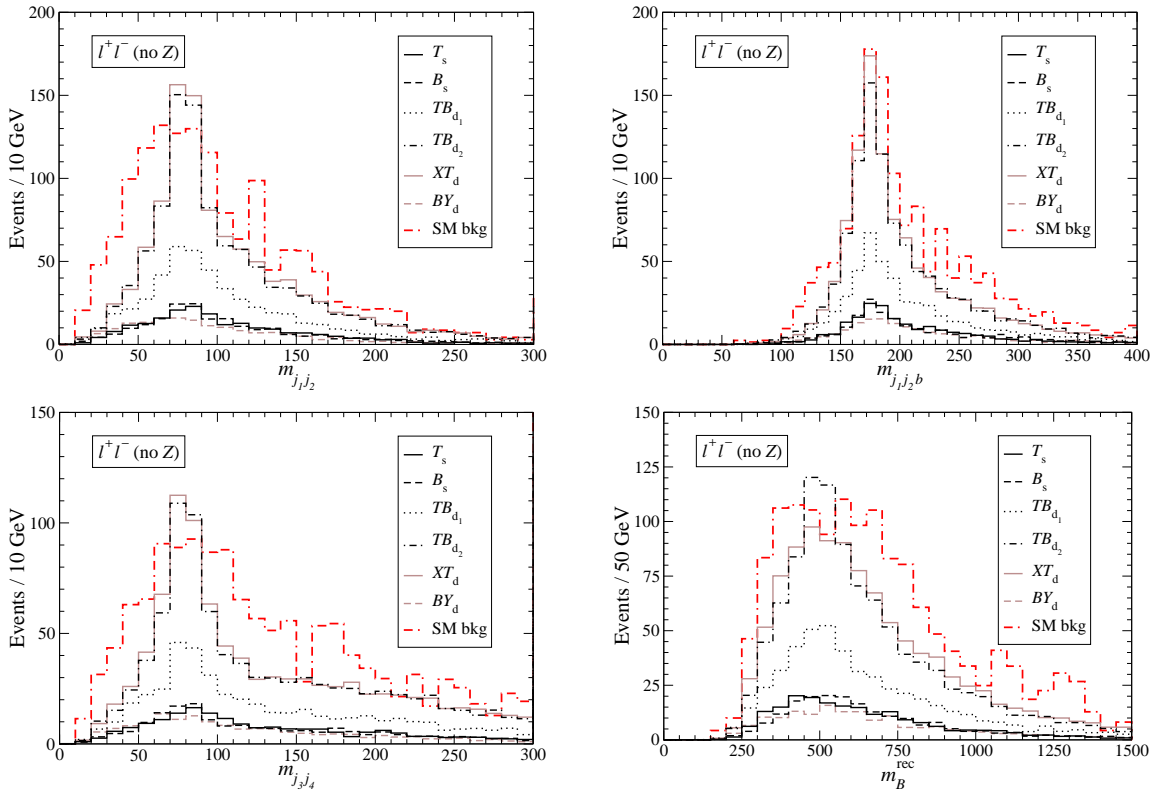 200
150
100
50
0
Events / 10 GeV
l⁺l⁻ (no Z)
T_s
B_s
TB_d₁
TB_d₂
XT_d
BY_d
SM bkg
0 50 100 150 200 250 300
m_j₁j₂
200
150
100
50
0
Events / 10 GeV
l⁺l⁻ (no Z)
T_s
B_s
TB_d₁
TB_d₂
XT_d
BY_d
SM bkg
0 50 100 150 200 250 300 350 400
m_j₁j₂b
150
100
50
0
Events / 10 GeV
l⁺l⁻ (no Z)
T_s
B_s
TB_d₁
TB_d₂
XT_d
BY_d
SM bkg
0 50 100 150 200 250 300
m_j₃j₄
150
125
100
75
50
25
0
Events / 50 GeV
l⁺l⁻ (no Z)
T_s
B_s
TB_d₁
TB_d₂
XT_d
BY_d
SM bkg
0 250 500 750 1000 1250 1500
m_B^rec